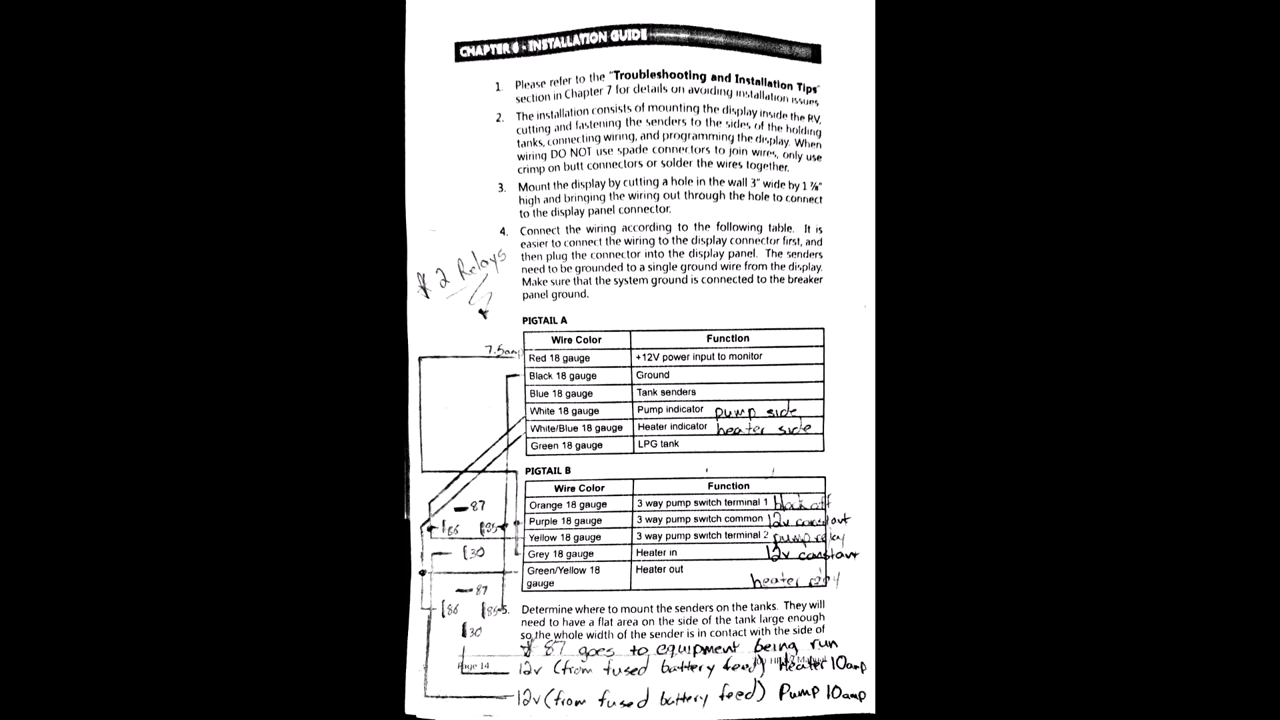 CHAPTER 6 - INSTALLATION GUIDE
1. Please refer to the "Troubleshooting and Installation Tips"
section in Chapter 7 for details on avoiding installation issues
2. The installation consists of mounting the display inside the RV,
cutting and fastening the senders to the sides of the holding
tanks, connecting wiring, and programming the display. When
wiring DO NOT use spade connectors to join wires, only use
crimp on butt connectors or solder the wires together.
3. Mount the display by cutting a hole in the wall 3" wide by 1 ⅞"
high and bringing the wiring out through the hole to connect
to the display panel connector.
4. Connect the wiring according to the following table. It is
easier to connect the wiring to the display connector first, and
then plug the connector into the display panel. The senders
need to be grounded to a single ground wire from the display.
Make sure that the system ground is connected to the breaker
panel ground.
2 Relays
PIGTAIL A
Wire Color Function
7.5amp Red 18 gauge +12V power input to monitor
Black 18 gauge Ground
Blue 18 gauge Tank senders
White 18 gauge Pump indicator pump side
White/Blue 18 gauge Heater indicator heater side
Green 18 gauge LPG tank
PIGTAIL B
Wire Color Function
87 Orange 18 gauge 3 way pump switch terminal 1
86 85 Purple 18 gauge 3 way pump switch common 12v constant
Yellow 18 gauge 3 way pump switch terminal 2 pump relay
30 Grey 18 gauge Heater in 12v constant
Green/Yellow 18 Heater out
87 gauge heater
86 85 5. Determine where to mount the senders on the tanks. They will
need to have a flat area on the side of the tank large enough
30 so the whole width of the sender is in contact with the side of
87 goes to equipment being run
Page 14 Manual
12v (from fused battery feed) Heater 10amp
12v (from fused battery feed) Pump 10amp